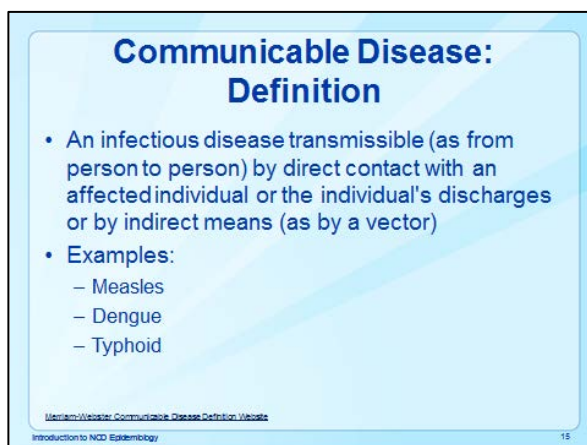 Communicable Disease:
Definition
• An infectious disease transmissible (as from
person to person) by direct contact with an
affected individual or the individual's discharges
or by indirect means (as by a vector)
• Examples:
– Measles
– Dengue
– Typhoid
Merriam-Webster Communicable Disease Definition Website
Introduction to NCD Epidemiology
15